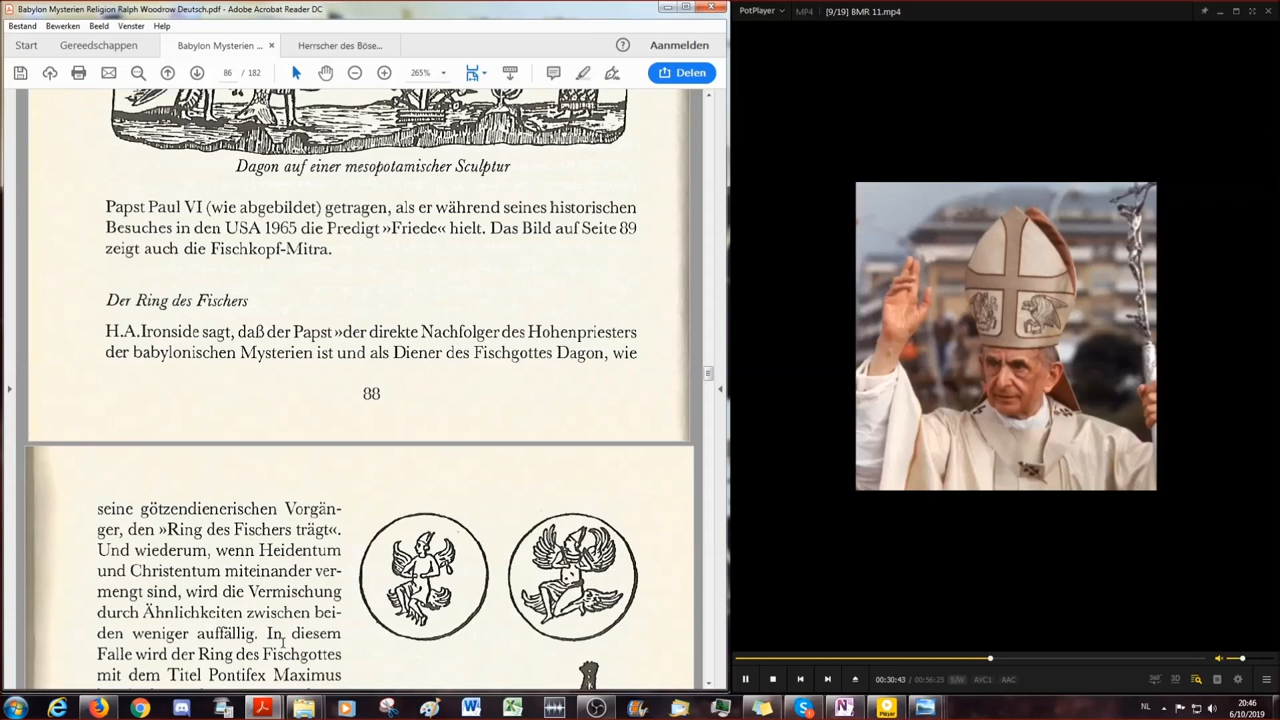 Babylon Mysterien Religion Ralph Woodrow Deutsch.pdf - Adobe Acrobat Reader DC
Bestand Bewerken Beeld Venster Help
Start Gereedschappen Babylon Mysterien ... × Herrscher des Böse... Aanmelden
86 / 182 265% Delen
Dagon auf einer mesopotamischer Sculptur
Papst Paul VI (wie abgebildet) getragen, als er während seines historischen
Besuches in den USA 1965 die Predigt »Friede« hielt. Das Bild auf Seite 89
zeigt auch die Fischkopf-Mitra.
Der Ring des Fischers
H.A.Ironside sagt, daß der Papst »der direkte Nachfolger des Hohenpriesters
der babylonischen Mysterien ist und als Diener des Fischgottes Dagon, wie
88
seine götzendienerischen Vorgän-
ger, den »Ring des Fischers trägt«.
Und wiederum, wenn Heidentum
und Christentum miteinander ver-
mengt sind, wird die Vermischung
durch Ähnlichkeiten zwischen bei-
den weniger auffällig. In diesem
Falle wird der Ring des Fischgottes
mit dem Titel Pontifex Maximus
PotPlayer MP4 [9/19] BMR 11.mp4
00:30:43 / 00:56:25 S/W AVC1 AAC
360° 3D
NL 20:46
6/10/2019